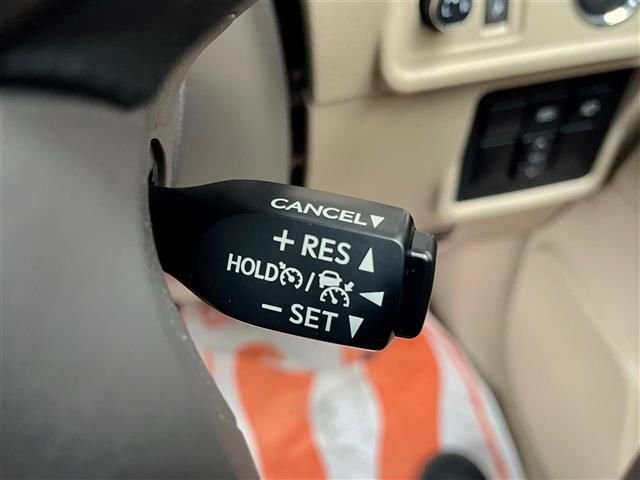 CANCEL▼
+ RES ▲
HOLD /
− SET ▼